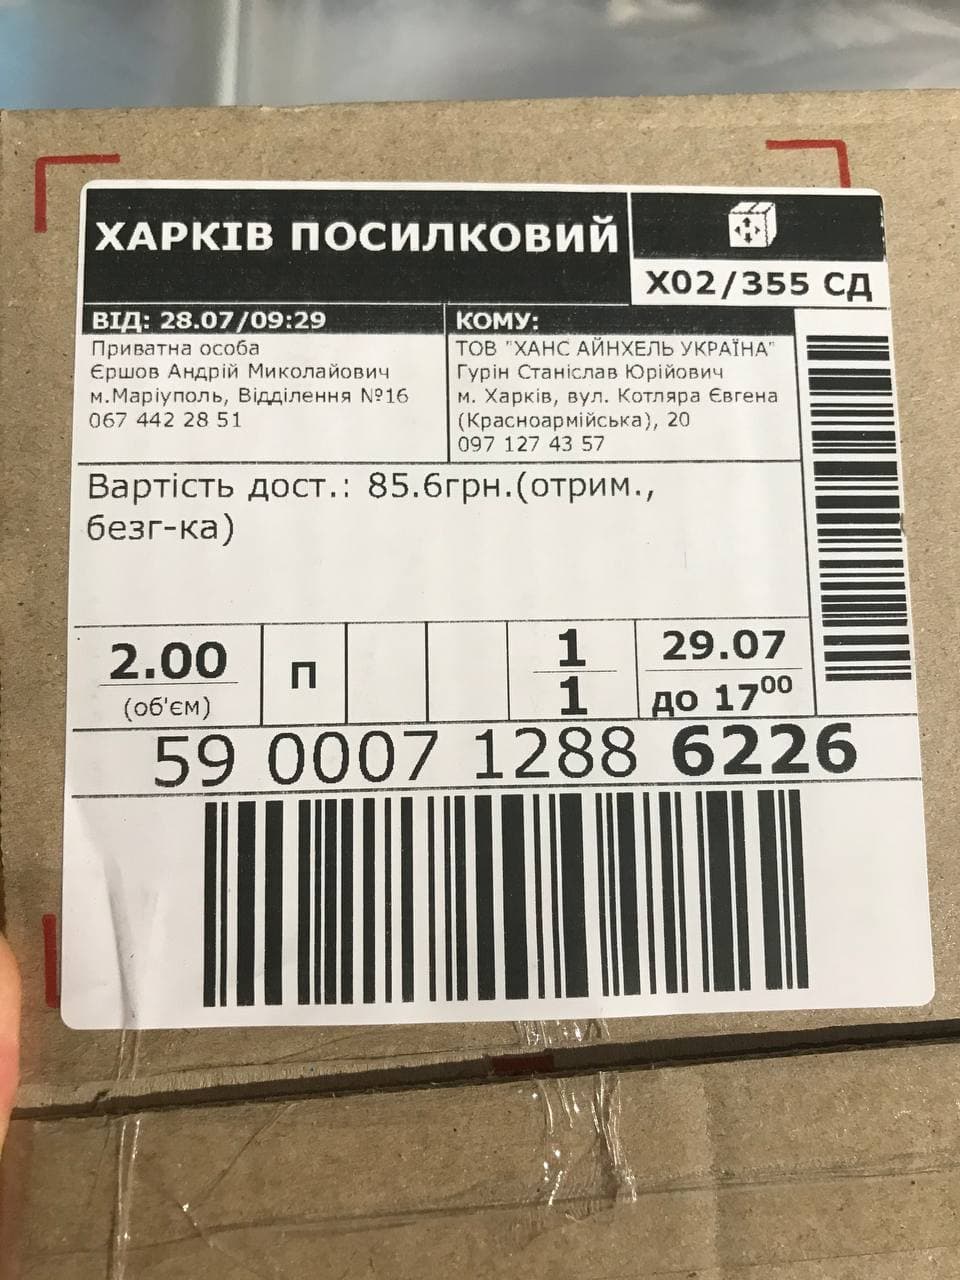 ХАРКІВ ПОСИЛКОВИЙ
X02/355 СД
ВІД: 28.07/09:29
Приватна особа
Єршов Андрій Миколайович
м.Маріуполь, Відділення №16
067 442 28 51
КОМУ:
ТОВ "ХАНС АЙНХЕЛЬ УКРАЇНА"
Гурін Станіслав Юрійович
м. Харків, вул. Котляра Євгена
(Красноармійська), 20
097 127 43 57
Вартість дост.: 85.6грн.(отрим.,
безг-ка)
2.00
(об'єм)
П
1
1
29.07
до 17⁰⁰
59 0007 1288 6226